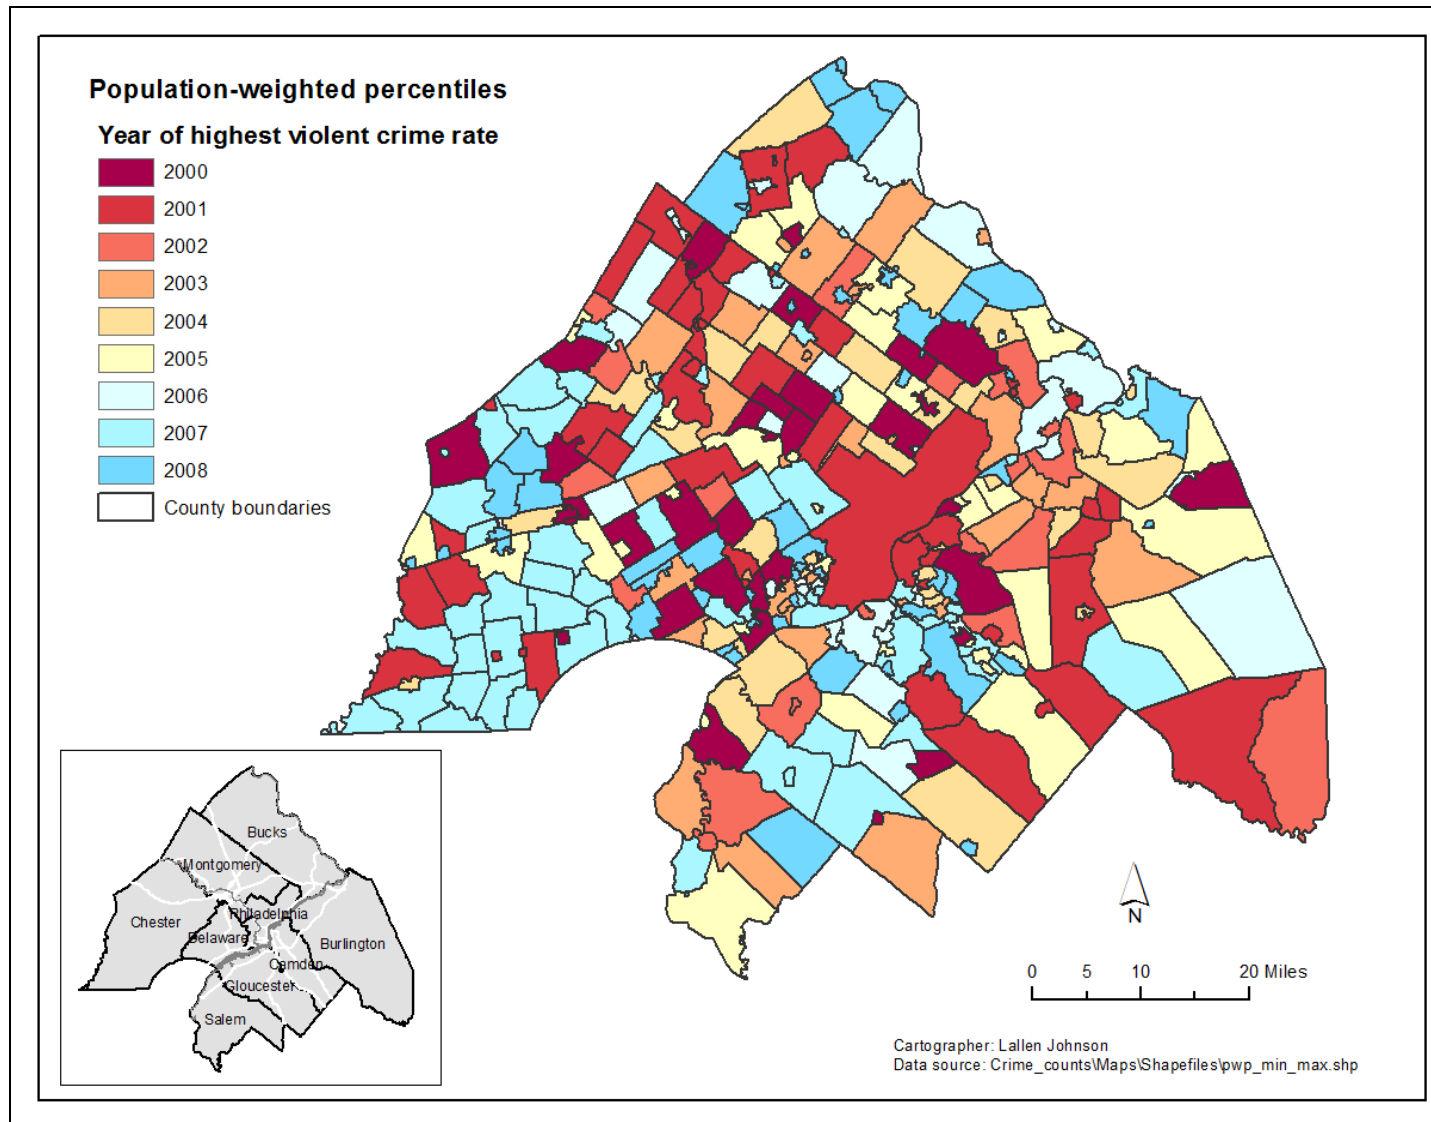 Population-weighted percentiles
Year of highest violent crime rate
2000
2001
2002
2003
2004
2005
2006
2007
2008
County boundaries
Bucks
Montgomery
Chester
Philadelphia
Delaware
Burlington
Camden
Gloucester
Salem
N
0 5 10 20 Miles
Cartographer: Lallen Johnson
Data source: Crime_counts\Maps\Shapefiles\pwp_min_max.shp